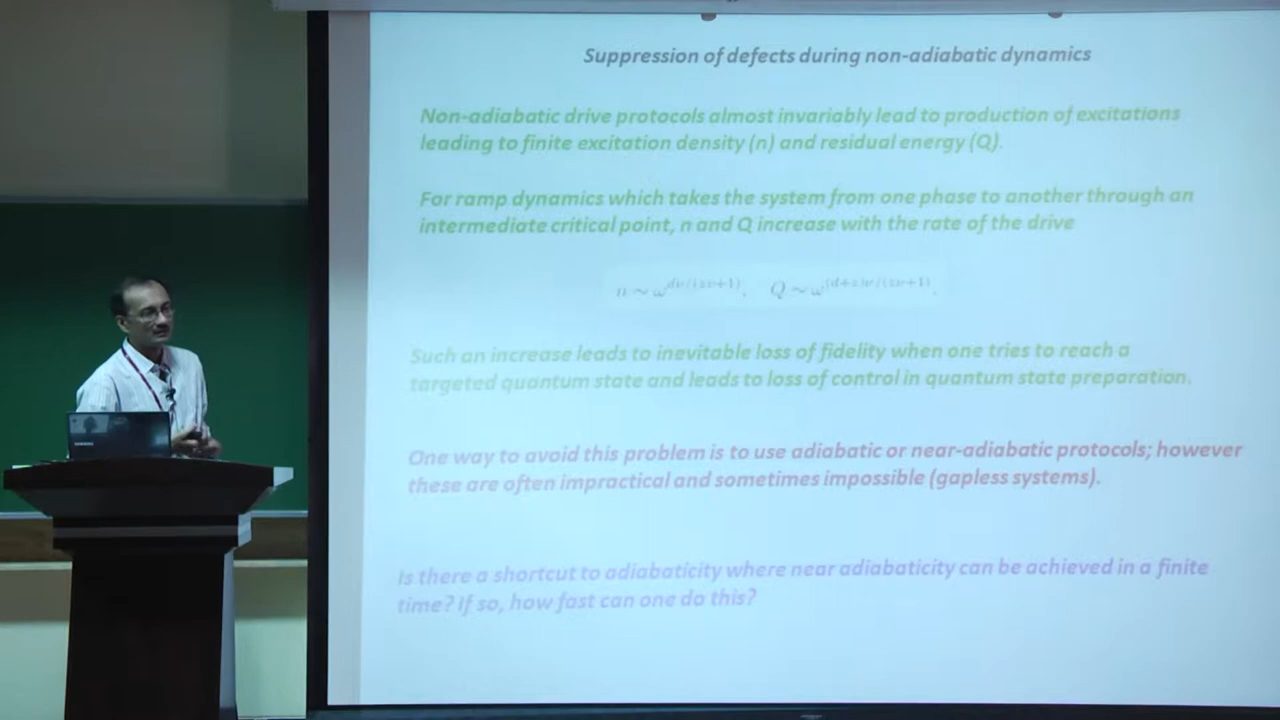 Suppression of defects during non-adiabatic dynamics
Non-adiabatic drive protocols almost invariably lead to production of excitations
leading to finite excitation density (n) and residual energy (Q).
For ramp dynamics which takes the system from one phase to another through an
intermediate critical point, n and Q increase with the rate of the drive
n ~ ω^{dν/(zν+1)}, Q ~ ω^{(d+z)ν/(zν+1)}.
Such an increase leads to inevitable loss of fidelity when one tries to reach a
targeted quantum state and leads to loss of control in quantum state preparation.
One way to avoid this problem is to use adiabatic or near-adiabatic protocols; however
these are often impractical and sometimes impossible (gapless systems).
Is there a shortcut to adiabaticity where near adiabaticity can be achieved in a finite
time? If so, how fast can one do this?